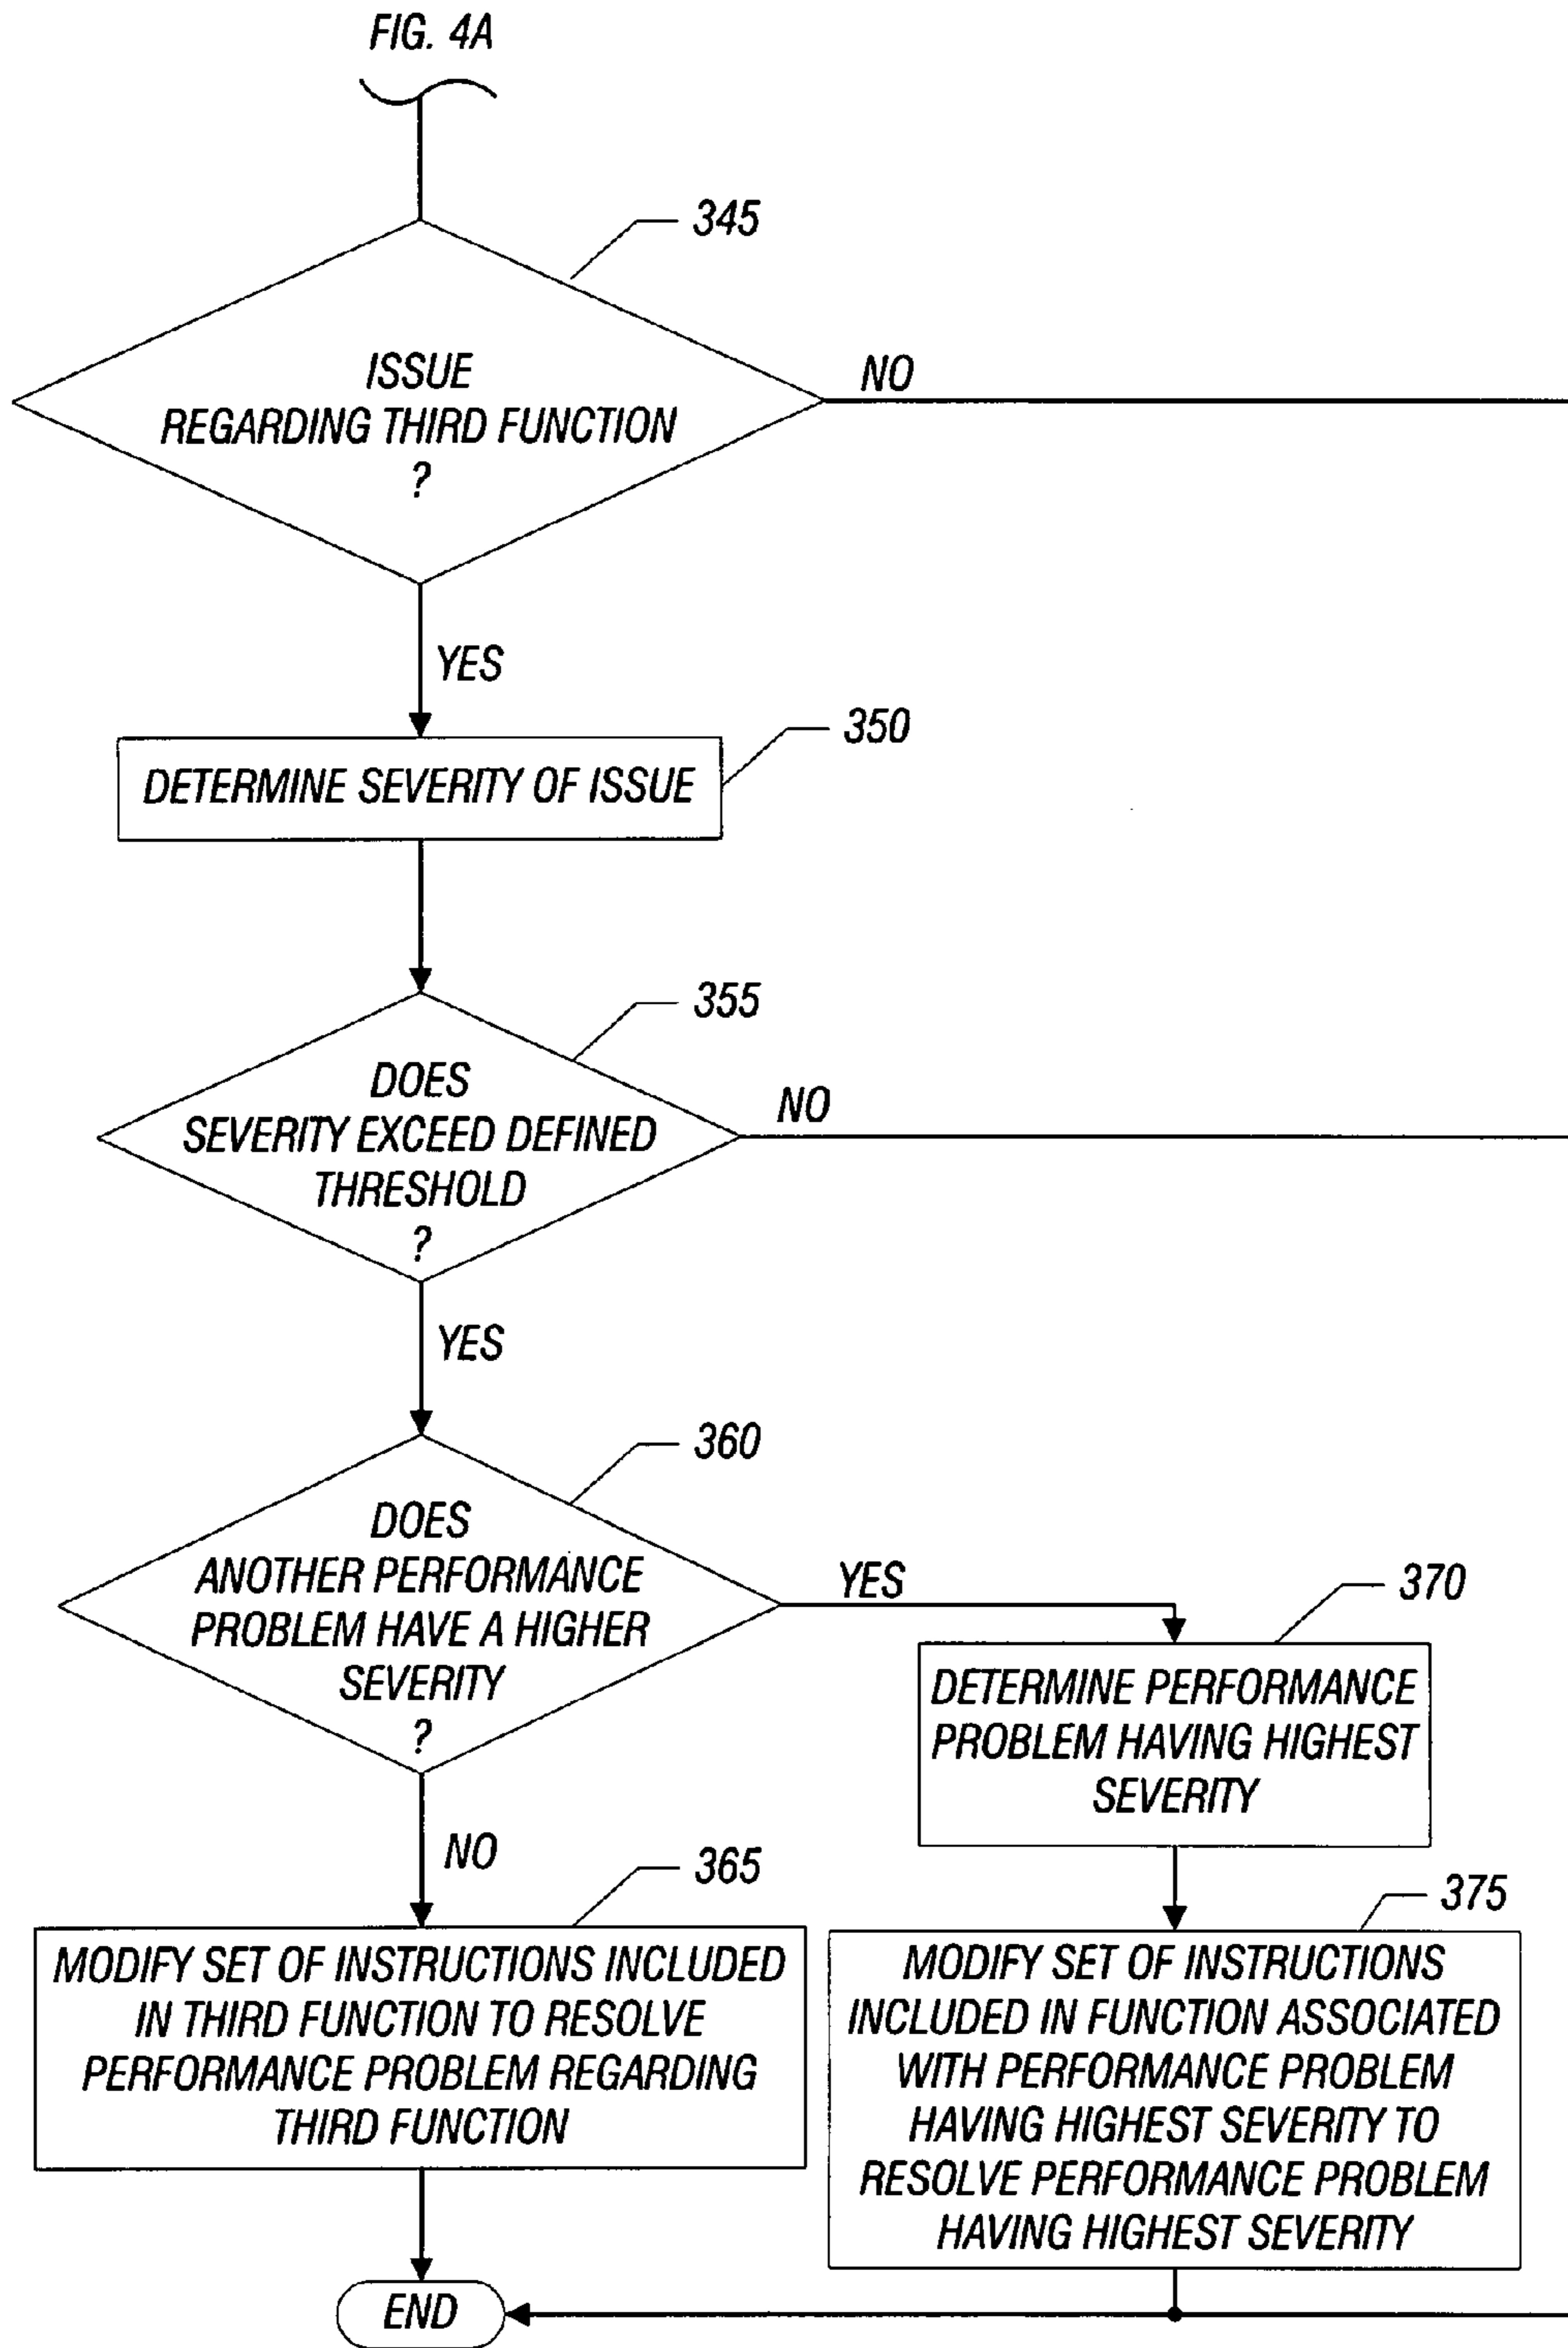 FIG. 4A
345
ISSUE
REGARDING THIRD FUNCTION
?
NO
YES
350
DETERMINE SEVERITY OF ISSUE
355
DOES
SEVERITY EXCEED DEFINED
THRESHOLD
?
NO
YES
360
DOES
ANOTHER PERFORMANCE
PROBLEM HAVE A HIGHER
SEVERITY
?
YES
370
DETERMINE PERFORMANCE
PROBLEM HAVING HIGHEST
SEVERITY
NO
365
MODIFY SET OF INSTRUCTIONS INCLUDED
IN THIRD FUNCTION TO RESOLVE
PERFORMANCE PROBLEM REGARDING
THIRD FUNCTION
375
MODIFY SET OF INSTRUCTIONS
INCLUDED IN FUNCTION ASSOCIATED
WITH PERFORMANCE PROBLEM
HAVING HIGHEST SEVERITY TO
RESOLVE PERFORMANCE PROBLEM
HAVING HIGHEST SEVERITY
END